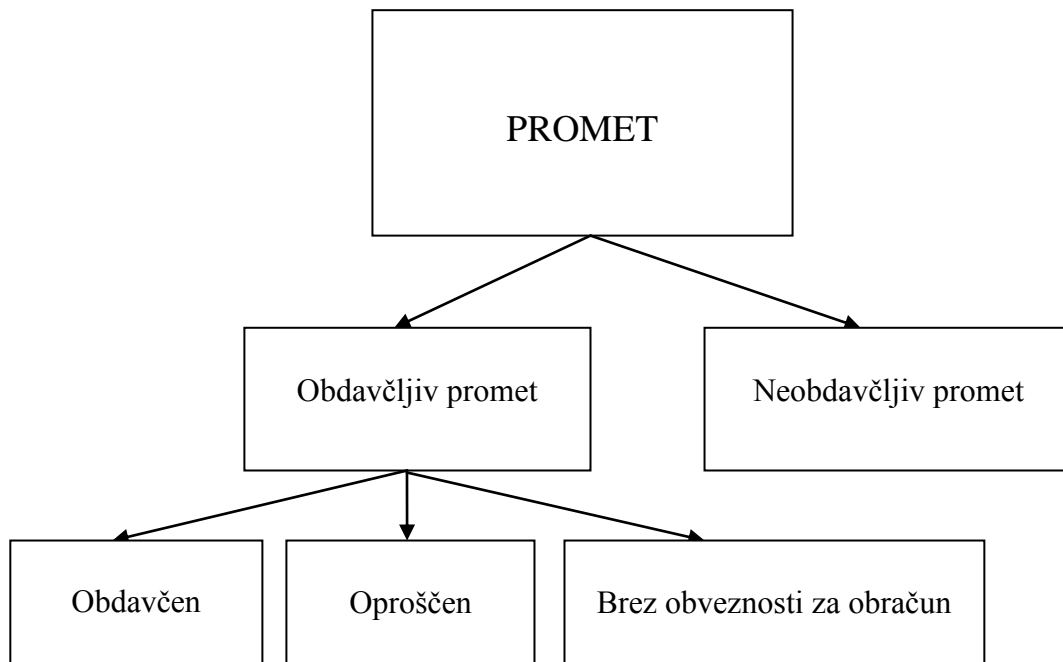 PROMET
Obdavčljiv promet
Neobdavčljiv promet
Obdavčen
Oproščen
Brez obveznosti za obračun